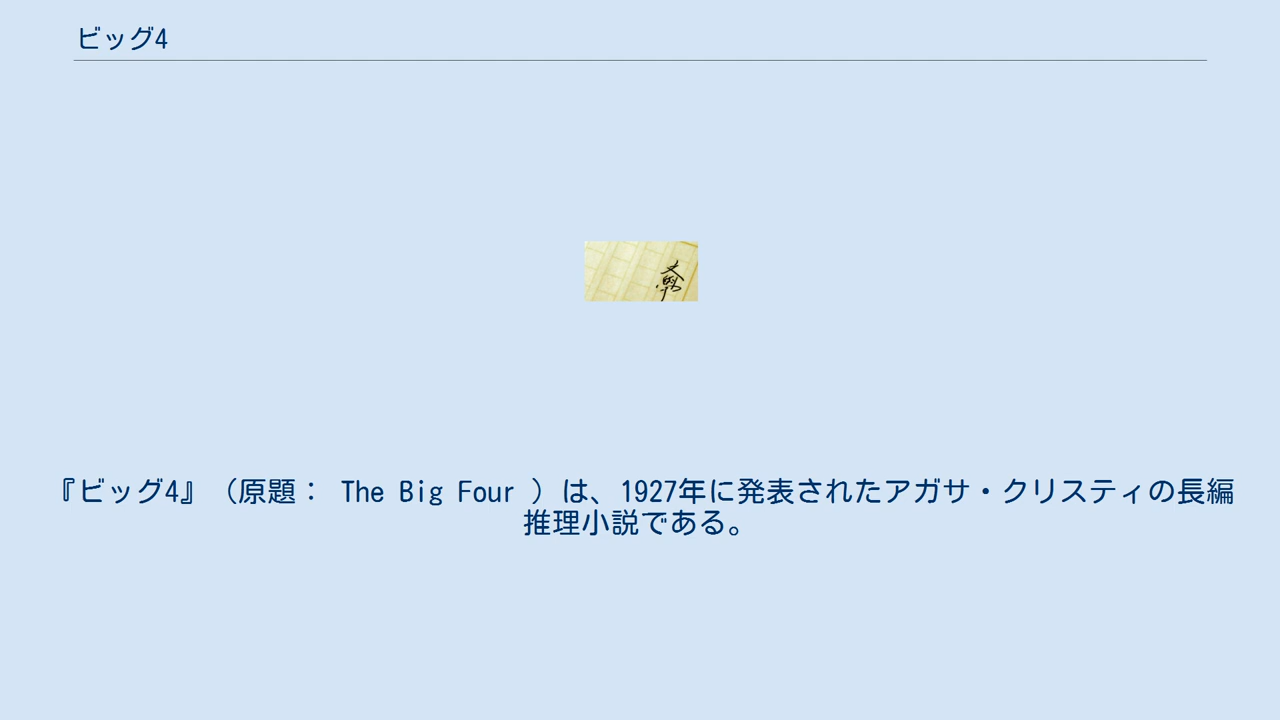 ビッグ4
『ビッグ4』（原題： The Big Four ）は、1927年に発表されたアガサ・クリスティの長編
推理小説である。